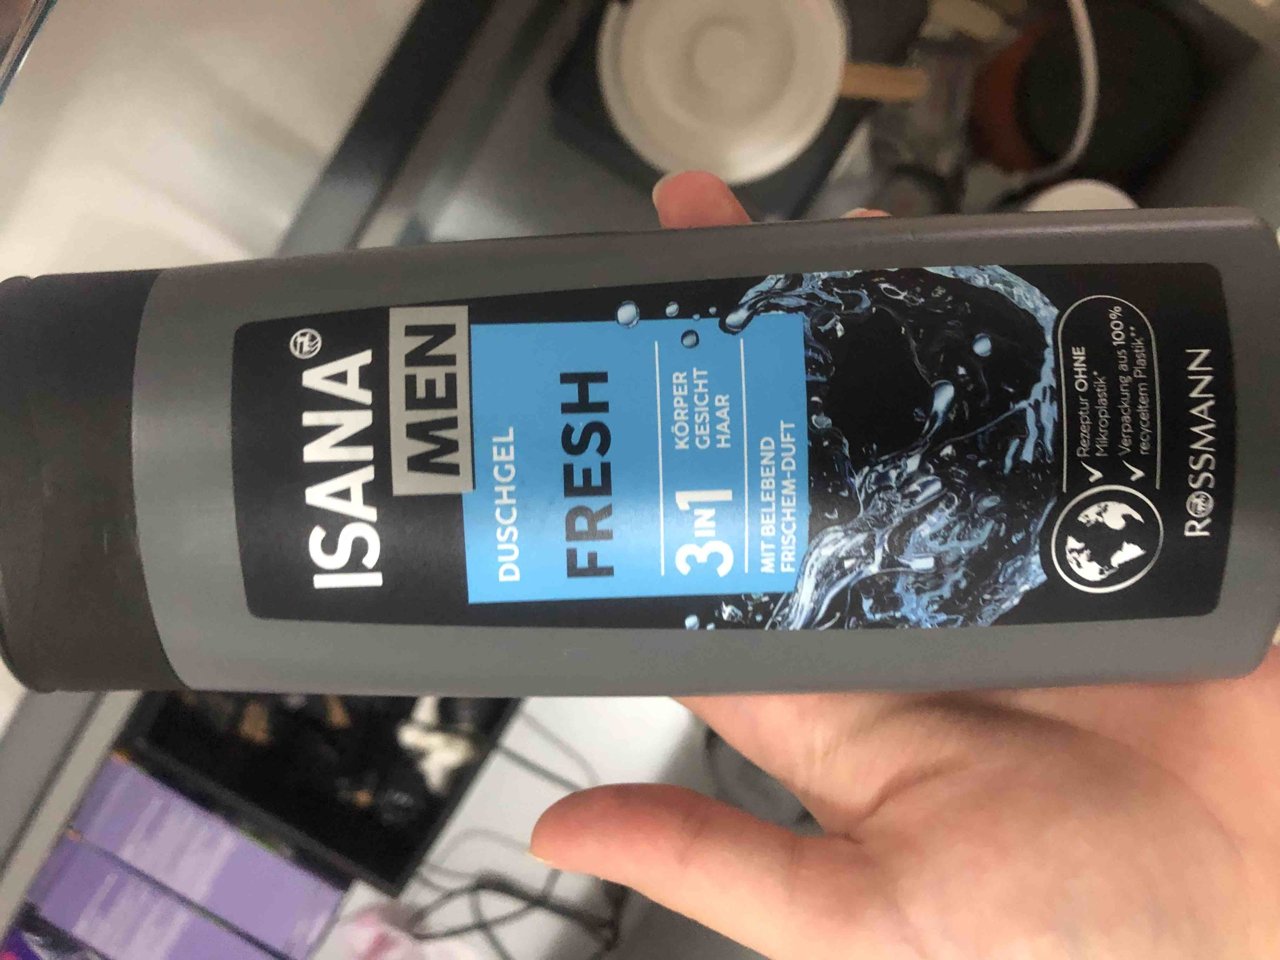 ISANA
MEN
DUSCHGEL
FRESH
3IN1
KÖRPER
GESICHT
HAAR
MIT BELEBEND
FRISCHEM-DUFT
✓ Rezeptur OHNE
Mikroplastik*
✓ Verpackung aus 100%
recyceltem Plastik**
ROSSMANN